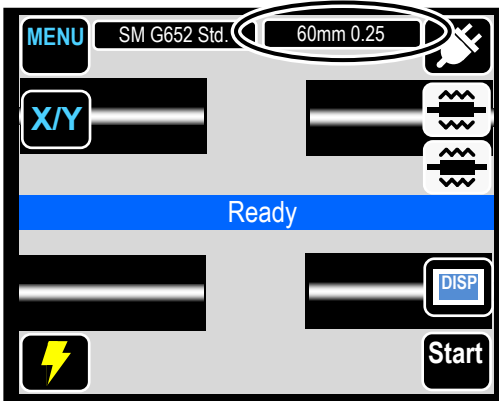 MENU
SM G652 Std.
60mm 0.25
X/Y
Ready
DISP
Start